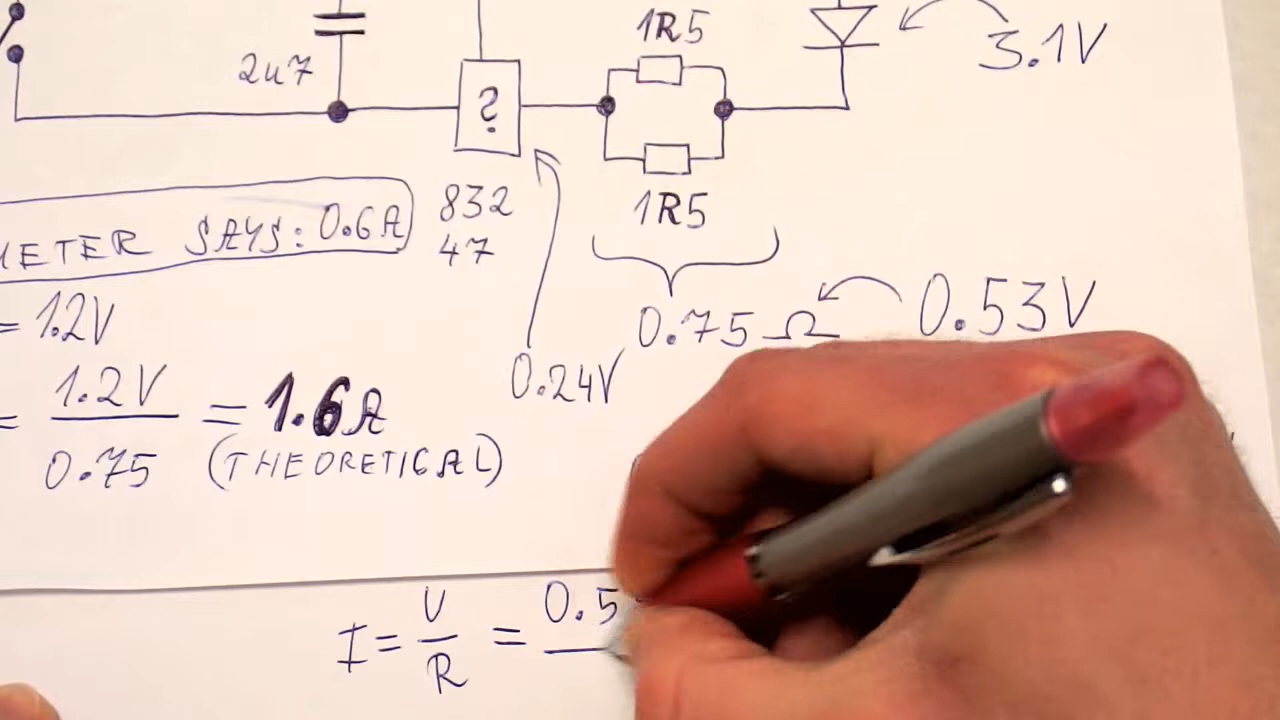 1R5
3.1V
2u7
?
1R5
METER SAYS: 0.6A
832
47
= 1.2V
0.75 Ω
0.53V
0.24V
= 1.2V / 0.75 = 1.6A
(THEORETICAL)
I = U / R = 0.5